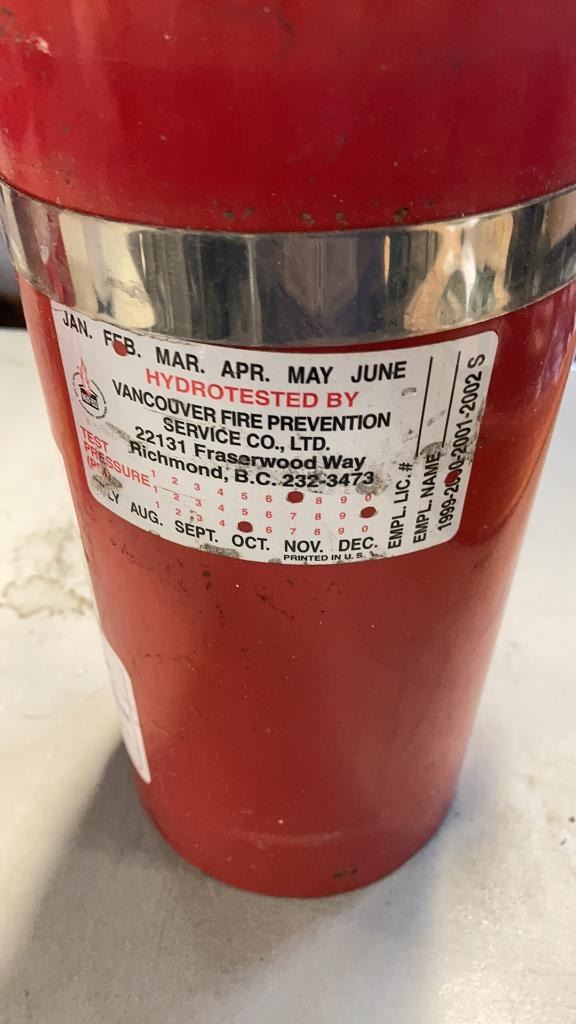 JAN. FEB. MAR. APR. MAY JUNE
HYDROTESTED BY
VANCOUVER FIRE PREVENTION
SERVICE CO., LTD.
22131 Fraserwood Way
Richmond, B.C. 232-3473
TEST
PRESSURE
1 2 3 4 5 6 8 9 0
1 2 3 4 5 6 7 8 9
1 2 3 4 6 7 8 9 0
AUG. SEPT. OCT. NOV. DEC.
PRINTED IN U.S.
EMPL. LIC. #
EMPL. NAME
1999-2000-2001-2002 S